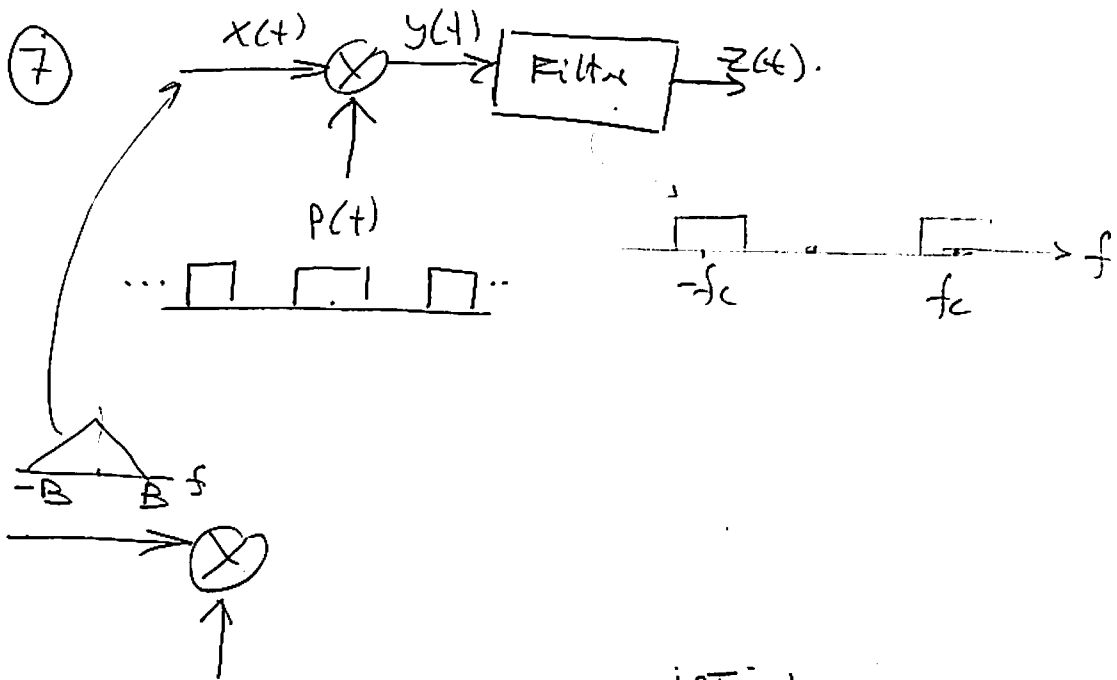 7
x(t) y(t) Filter z(t).
p(t)
... ..
-fc fc f
-B B f